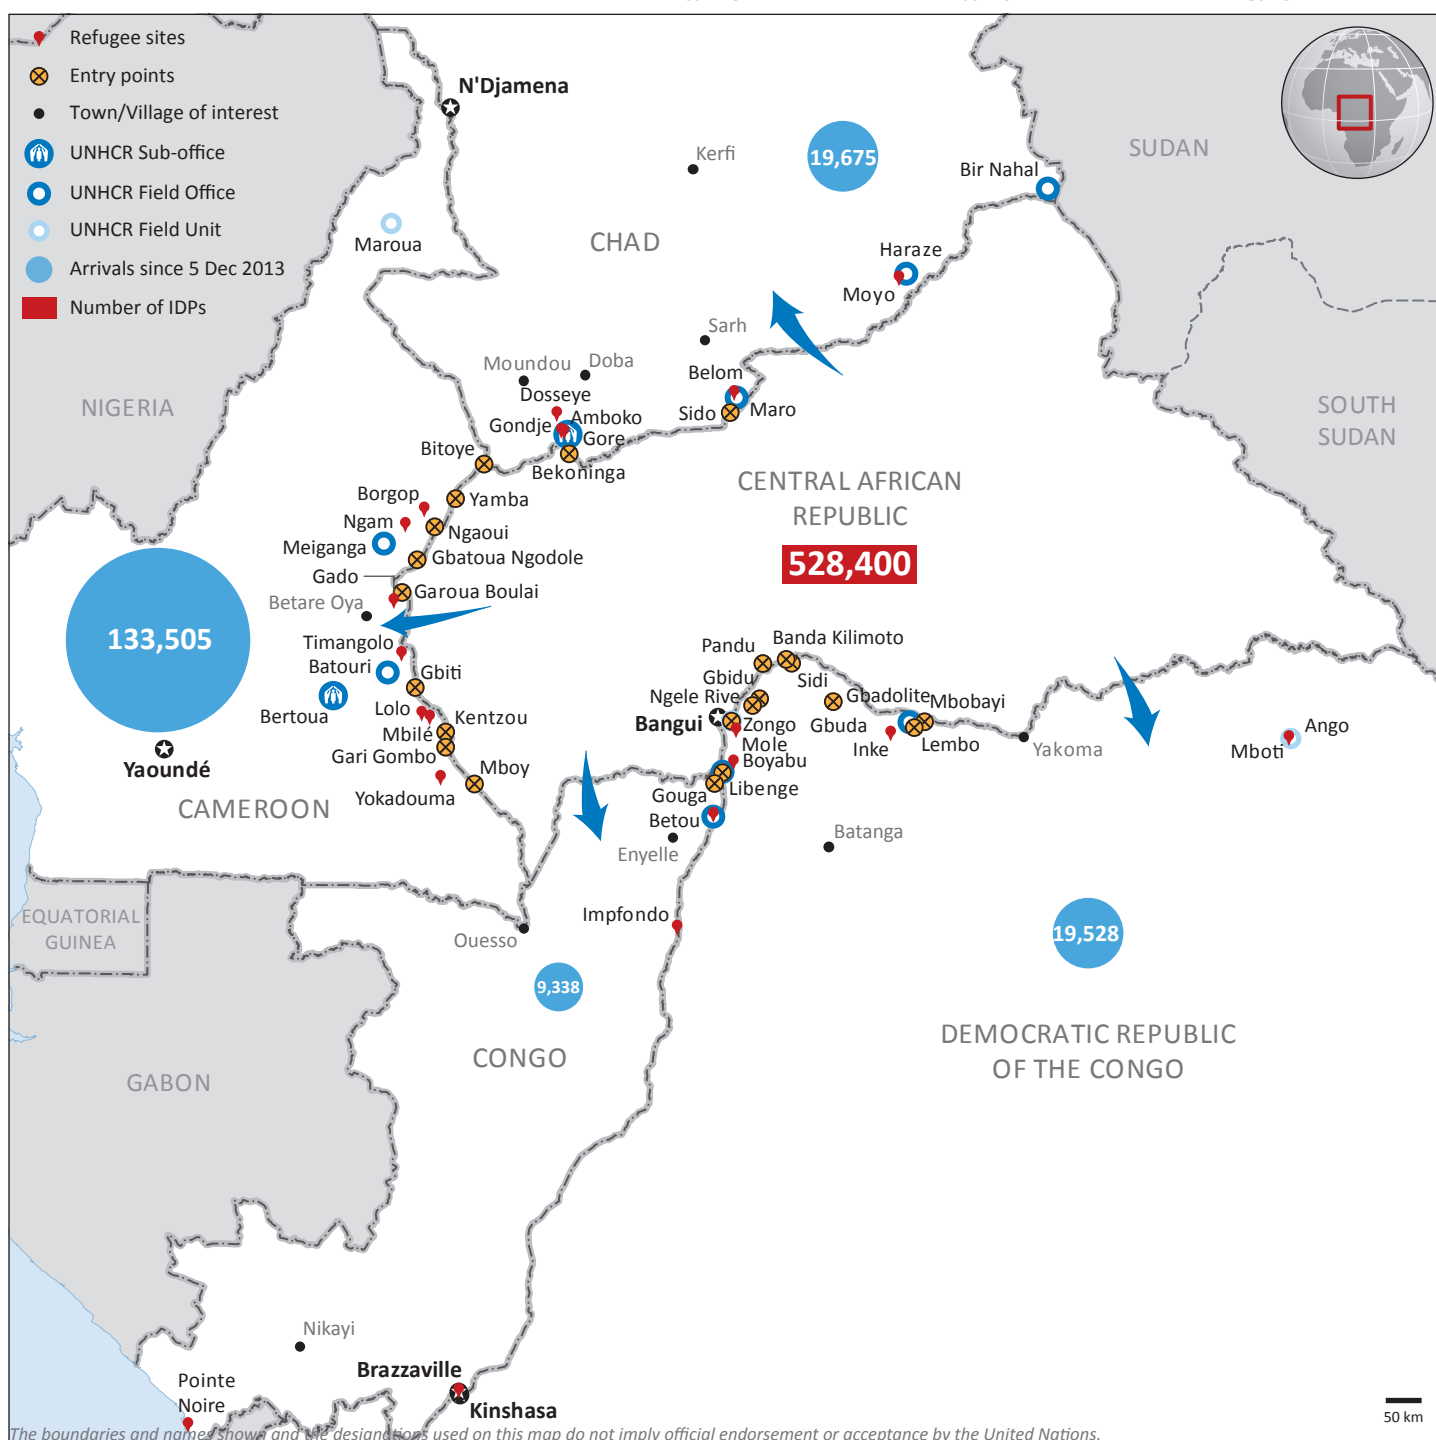 Refugee sites
Entry points
Town/Village of interest
UNHCR Sub-office
UNHCR Field Office
UNHCR Field Unit
Arrivals since 5 Dec 2013
Number of IDPs
N'Djamena
Kerfi
19,675
SUDAN
Bir Nahal
Maroua
CHAD
Haraze
Moyo
Sarh
Moundou
Doba
Belom
Dosseye
Sido
Maro
NIGERIA
Gondje
Amboko
Gore
SOUTH
SUDAN
Bitoye
Bekoninga
CENTRAL AFRICAN
REPUBLIC
528,400
Borgop
Yamba
Ngam
Ngaoui
Meiganga
Gbatoua Ngodole
Gado
Garoua Boulai
Betare Oya
133,505
Timangolo
Batouri
Gbiti
Bertoua
Lolo
Kentzou
Mbilé
Gari Gombo
Mboy
Yokadouma
Yaoundé
CAMEROON
Pandu
Banda Kilimoto
Sidi
Gbidu
Ngele Rive
Gbadolite
Mbobayi
Bangui
Zongo
Gbuda
Mole
Inke
Lembo
Yakoma
Ango
Mboti
Boyabu
Gouga
Libenge
Betou
Enyelle
Batanga
EQUATORIAL
GUINEA
Ouesso
Impfondo
19,528
9,338
CONGO
DEMOCRATIC REPUBLIC
OF THE CONGO
GABON
Nikayi
Brazzaville
Kinshasa
Pointe
Noire
50 km
The boundaries and names shown and the designations used on this map do not imply official endorsement or acceptance by the United Nations.